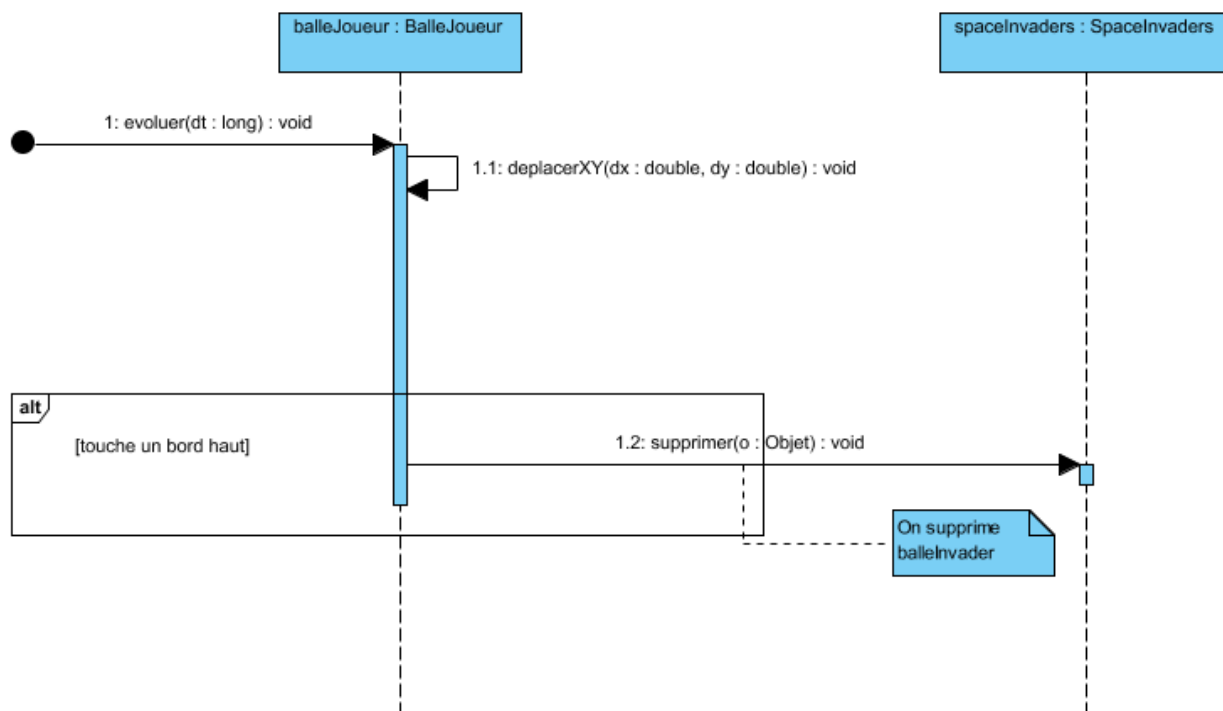 balleJoueur : BalleJoueur
spaceInvaders : SpaceInvaders
1: evoluer(dt : long) : void
1.1: deplacerXY(dx : double, dy : double) : void
alt
[touche un bord haut]
1.2: supprimer(o : Objet) : void
On supprime
balleInvader